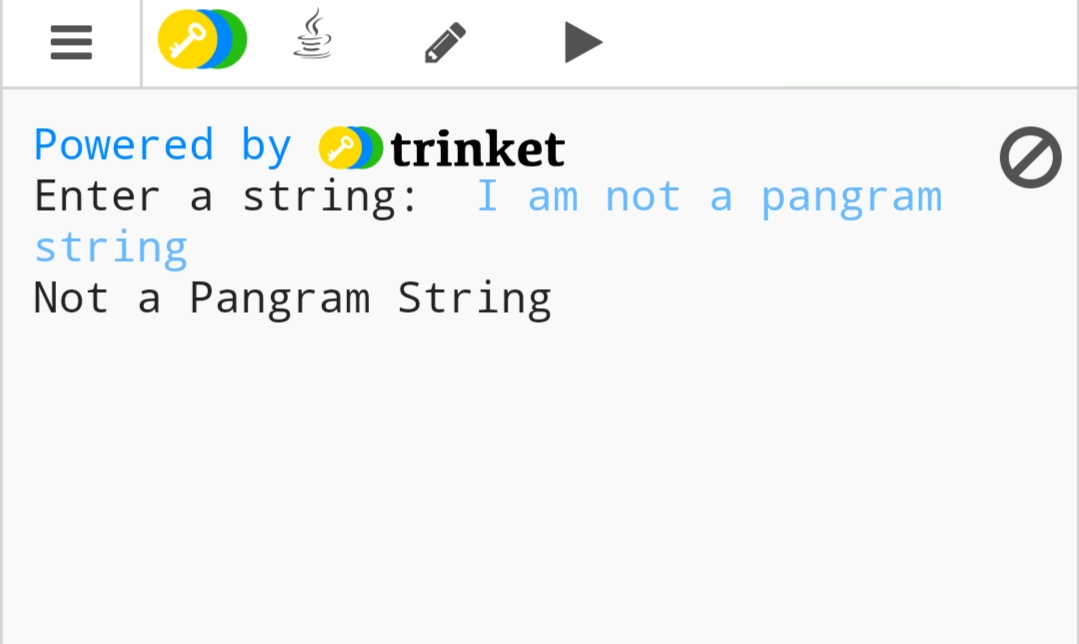 Powered by trinket
Enter a string: I am not a pangram
string
Not a Pangram String